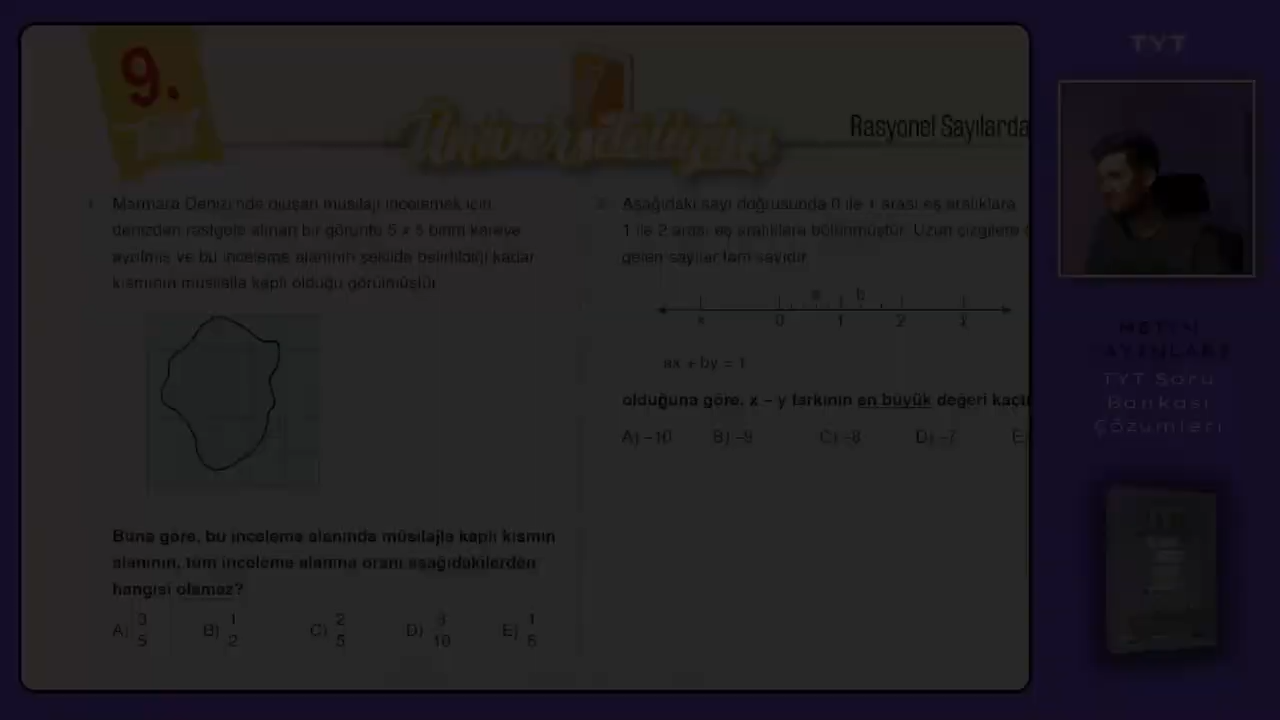 TYT
9.
Test
Üniversiteliyim
Rasyonel Sayılarda
Marmara Denizi'nde oluşan müsilajı incelemek için
denizden rastgele alınan bir görüntü 5 x 5 birim kareye
ayrılmış ve bu inceleme alanının şekilde belirtildiği kadar
kısmının müsilajla kaplı olduğu görülmüştür.
Buna göre, bu inceleme alanında müsilajla kaplı kısmın
alanının, tüm inceleme alanına oranı aşağıdakilerden
hangisi olamaz?
A) 3/5 B) 1/2 C) 2/5 D) 3/10 E) 1/6
Aşağıdaki sayı doğrusunda 0 ile 1 arası eş aralıklara,
1 ile 2 arası eş aralıklara bölünmüştür. Uzun çizgilere
gelen sayılar tam sayıdır.
a b
x 0 1 2
ax + by = 1
olduğuna göre, x – y farkının en büyük değeri kaçtı
A) –10 B) –9 C) –8 D) –7 E)
METİN
YAYINLARI
TYT Soru
Bankası
Çözümleri